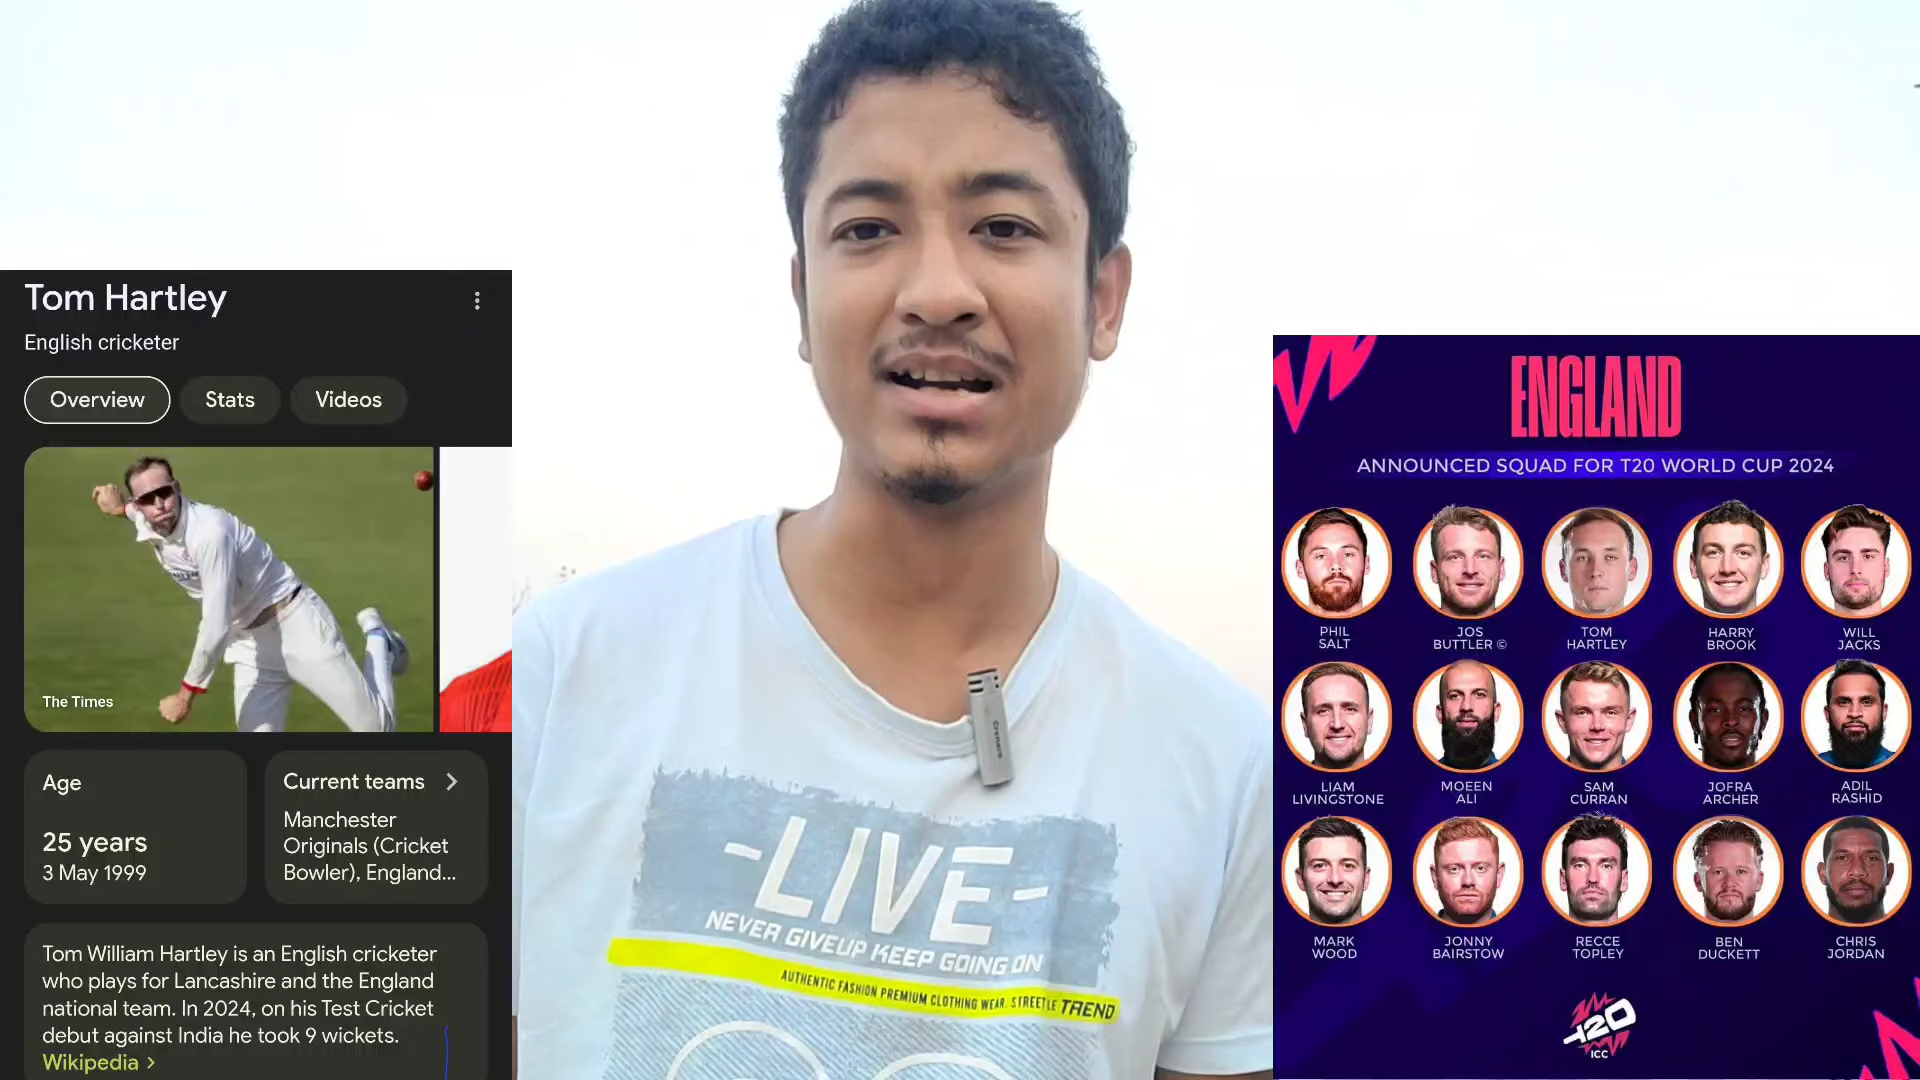 Tom Hartley
English cricketer
Overview
Stats
Videos
The Times
Age
25 years
3 May 1999
Current teams
Manchester
Originals (Cricket
Bowler), England...
Tom William Hartley is an English cricketer
who plays for Lancashire and the England
national team. In 2024, on his Test Cricket
debut against India he took 9 wickets.
Wikipedia
-LIVE-
NEVER GIVEUP KEEP GOING ON
AUTHENTIC FASHION PREMIUM CLOTHING WEAR. STREETLE TREND
ENGLAND
ANNOUNCED SQUAD FOR T20 WORLD CUP 2024
PHIL
SALT
JOS
BUTTLER ©
TOM
HARTLEY
HARRY
BROOK
WILL
JACKS
LIAM
LIVINGSTONE
MOEEN
ALI
SAM
CURRAN
JOFRA
ARCHER
ADIL
RASHID
MARK
WOOD
JONNY
BAIRSTOW
RECCE
TOPLEY
BEN
DUCKETT
CHRIS
JORDAN
T20
ICC